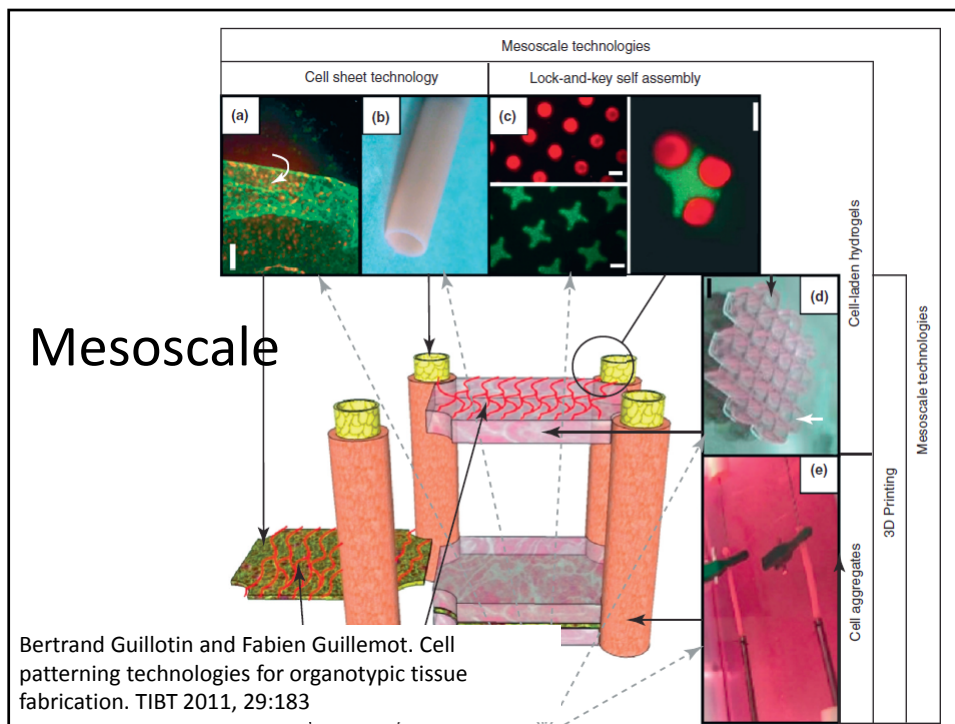 Mesoscale technologies
Cell sheet technology
Lock-and-key self assembly
(a)
(b)
(c)
(d)
Cell-laden hydrogels
Mesoscale technologies
Mesoscale
(e)
3D Printing
Cell aggregates
Bertrand Guillotin and Fabien Guillemot. Cell
patterning technologies for organotypic tissue
fabrication. TIBT 2011, 29:183